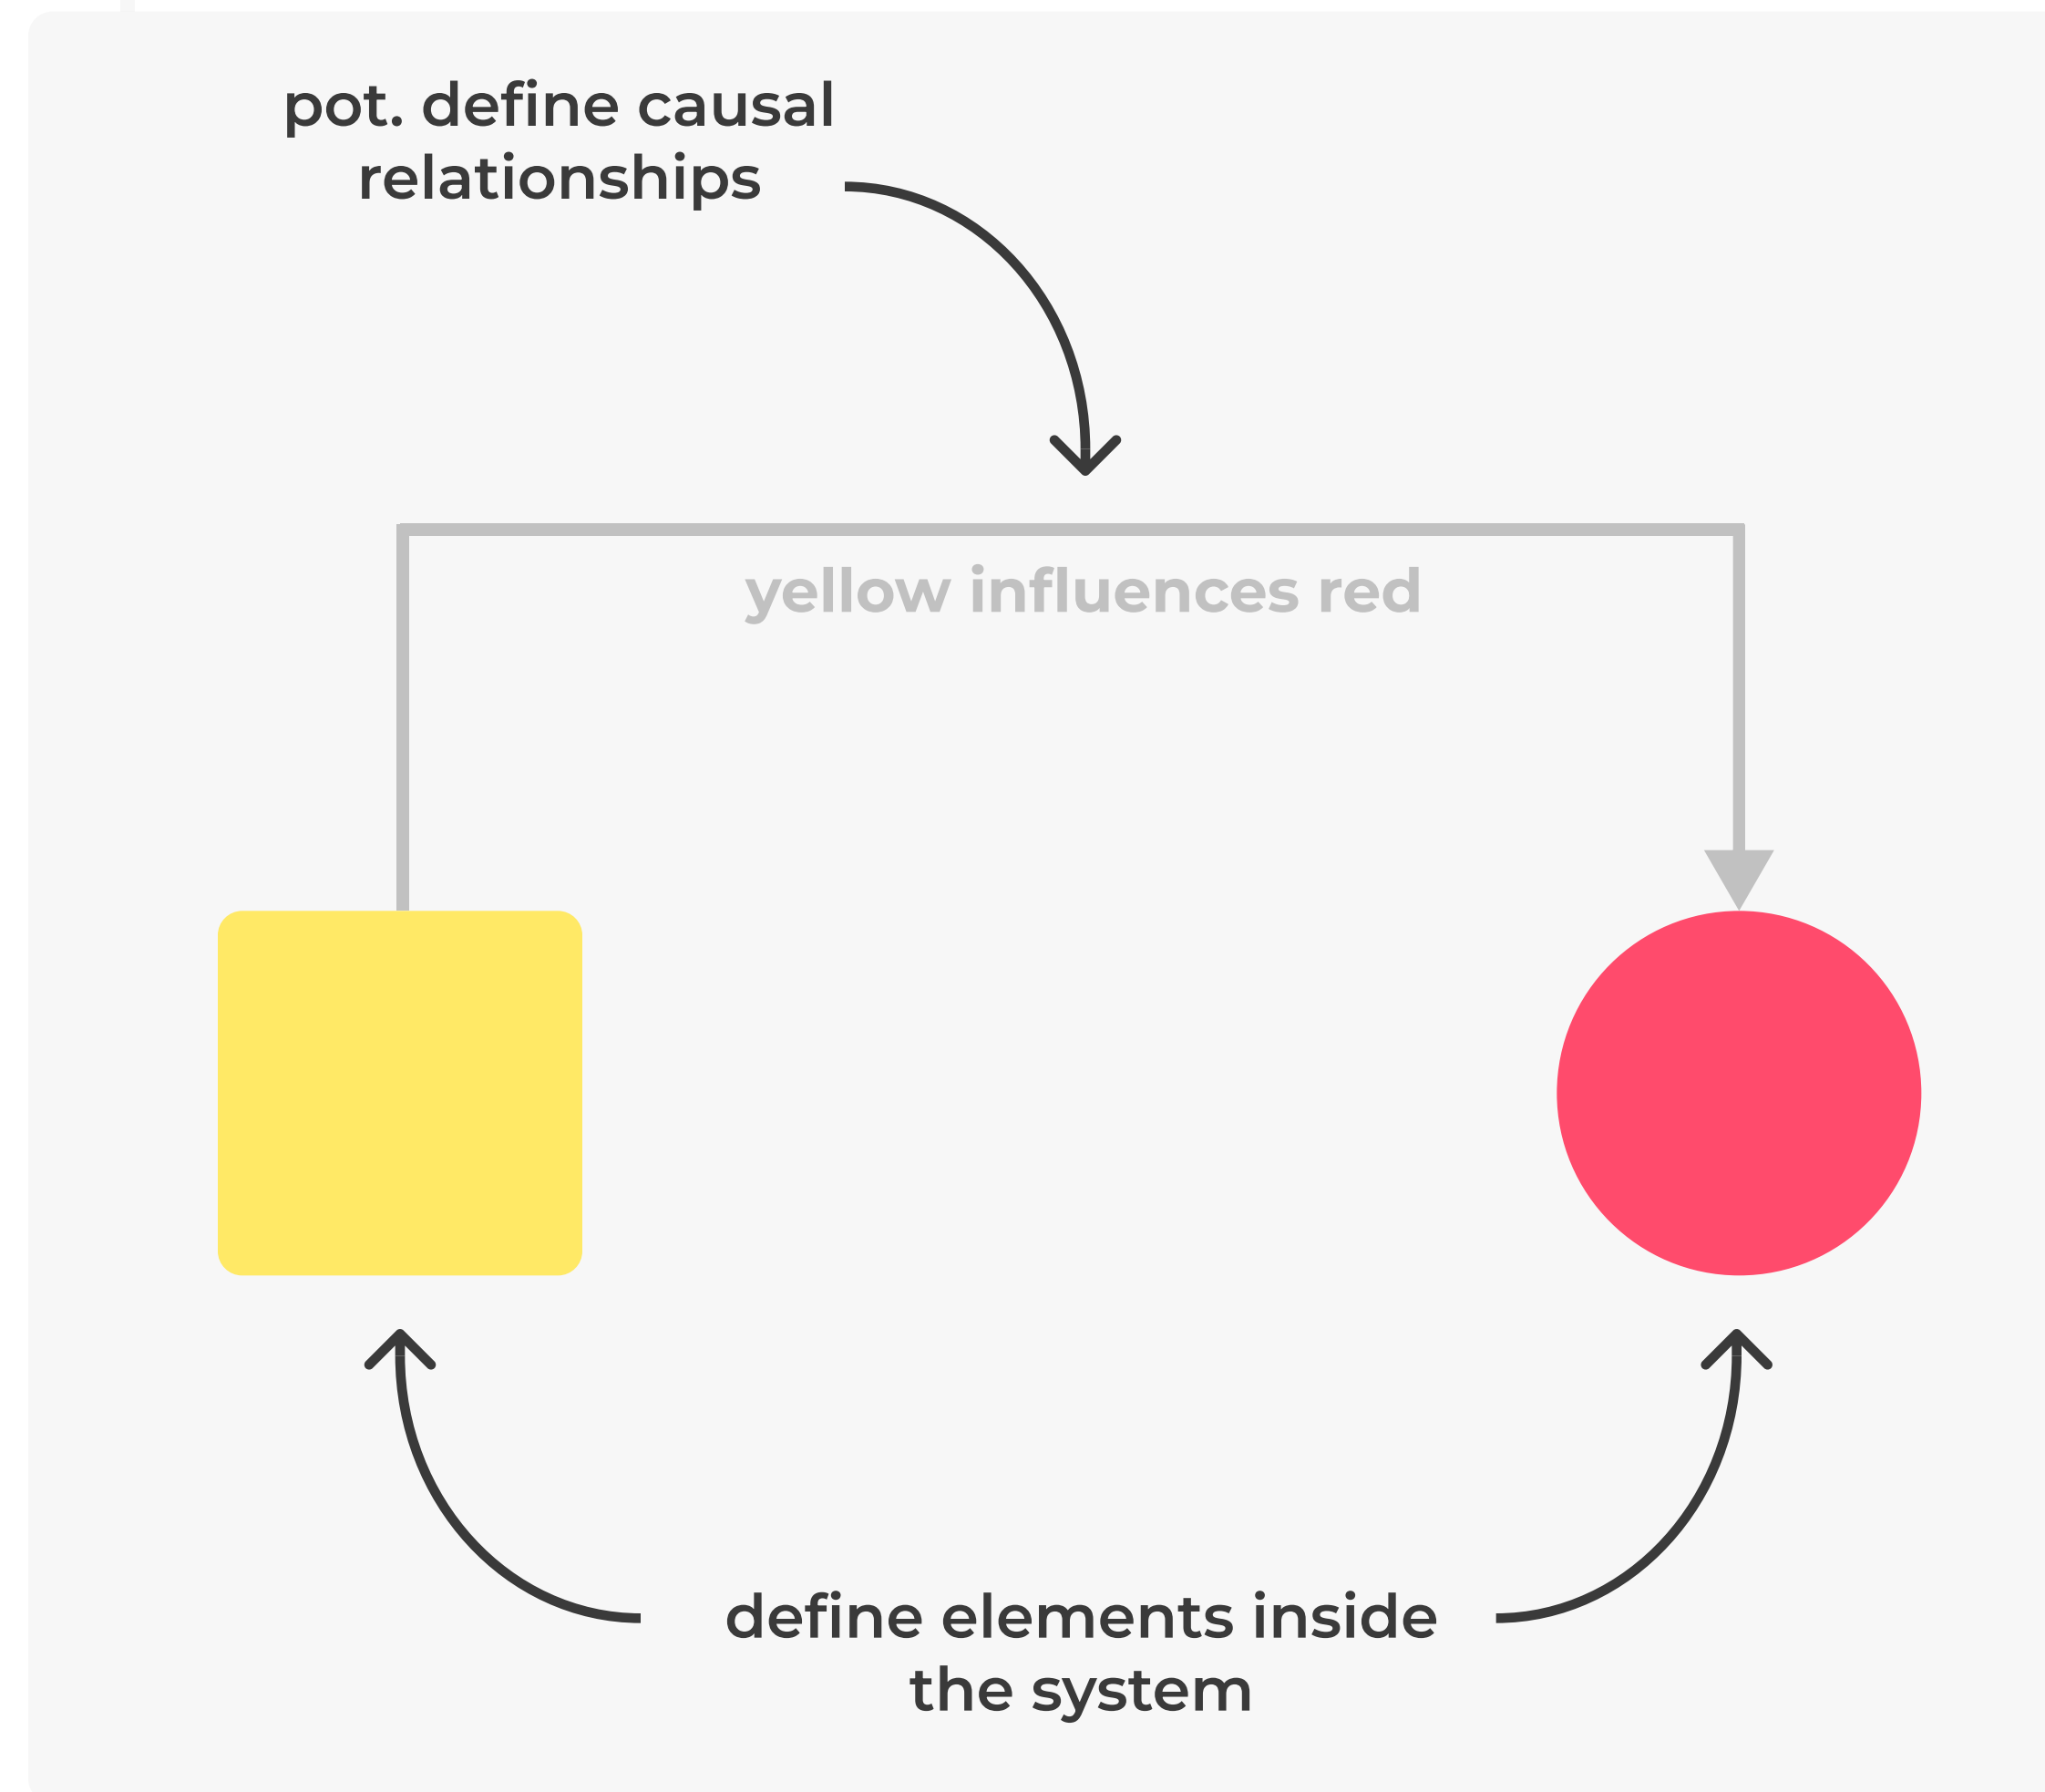 pot. define causal
relationships
yellow influences red
define elements inside
the system